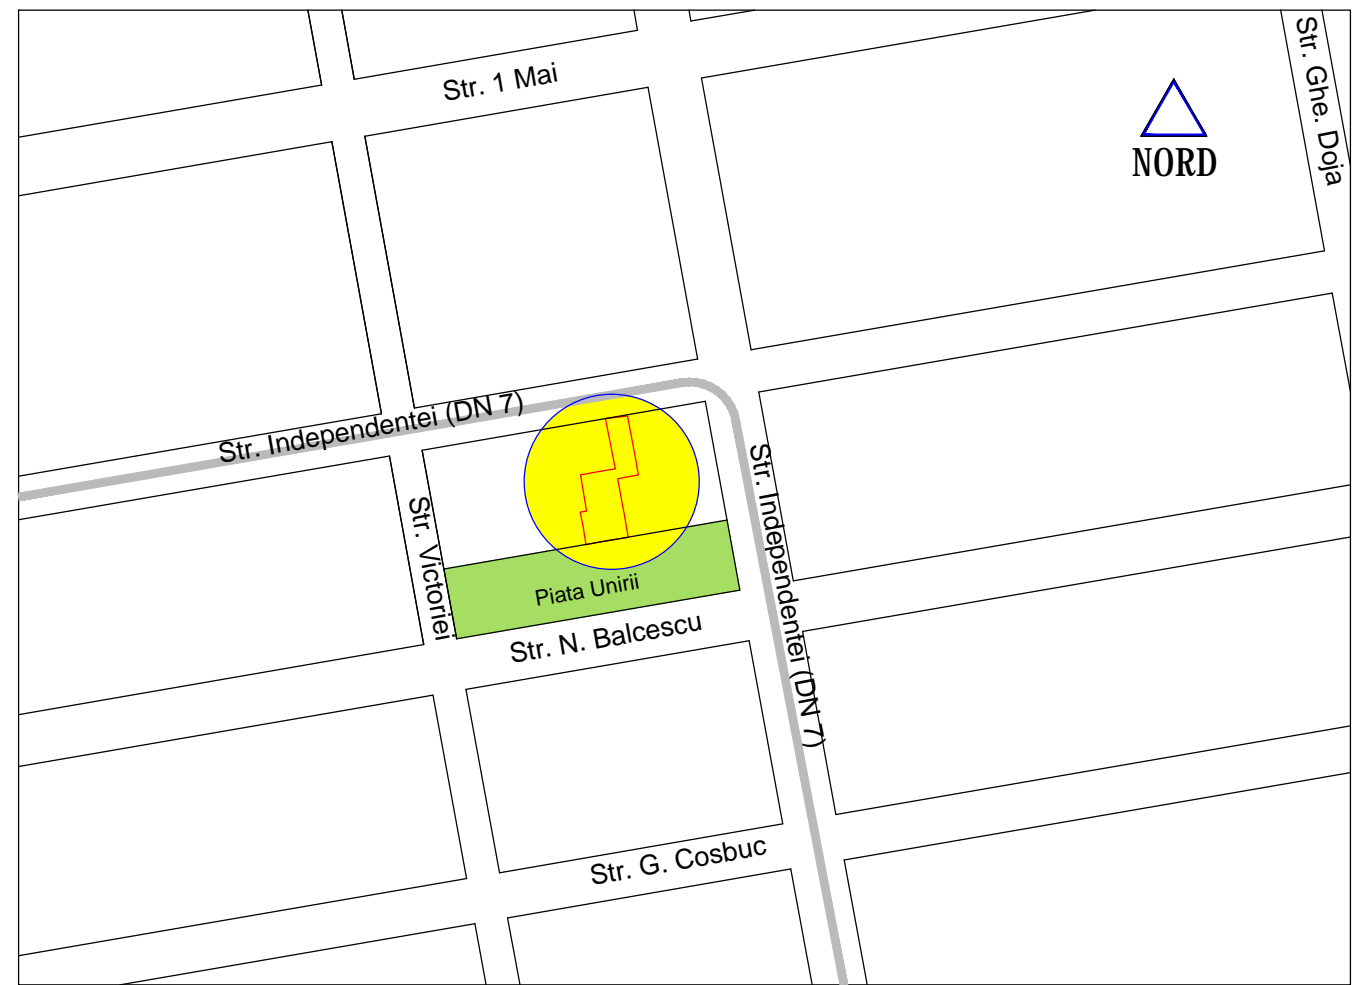 Str. Ghe. Doja
Str. 1 Mai
NORD
Str. Independentei (DN 7)
Str. Victoriei
Str. Independentei (DN 7)
Piata Unirii
Str. N. Balcescu
Str. G. Cosbuc